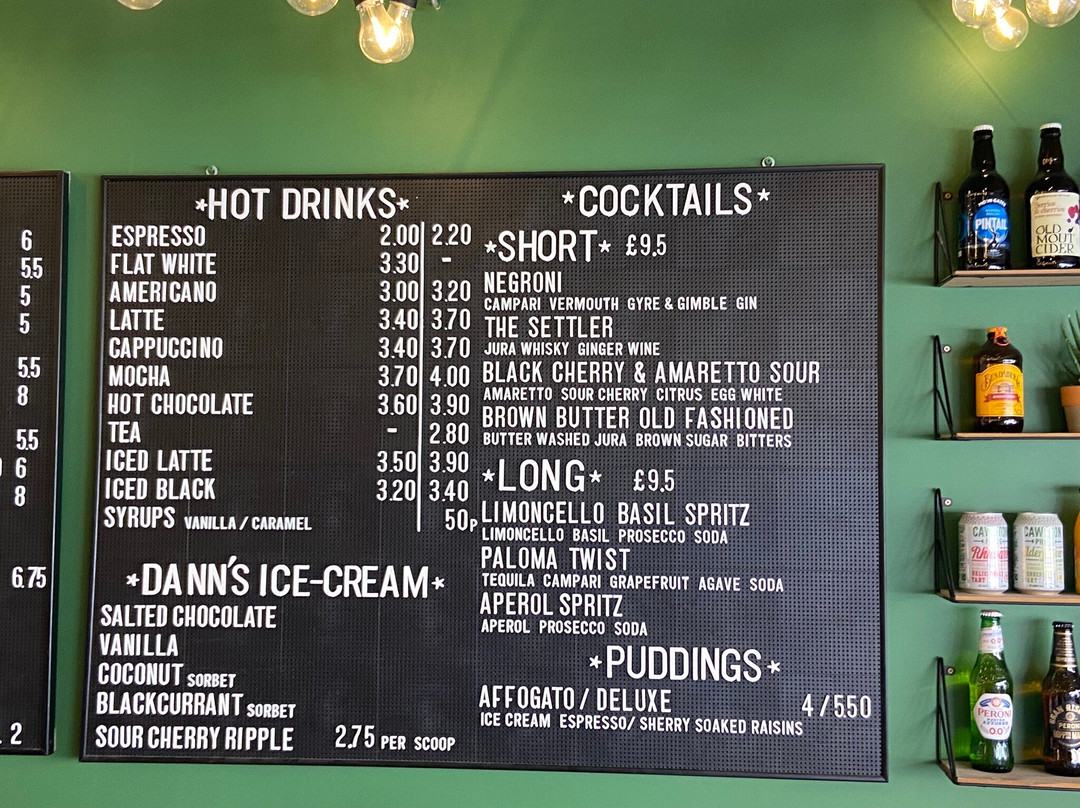 6
5.5
5
5
5.5
8
5.5
6
8
6.75
. 2
*HOT DRINKS*
ESPRESSO 2.00 2.20
FLAT WHITE 3.30 -
AMERICANO 3.00 3.20
LATTE 3.40 3.70
CAPPUCCINO 3.40 3.70
MOCHA 3.70 4.00
HOT CHOCOLATE 3.60 3.90
TEA - 2.80
ICED LATTE 3.50 3.90
ICED BLACK 3.20 3.40
SYRUPS VANILLA / CARAMEL 50P
*DANN'S ICE-CREAM*
SALTED CHOCOLATE
VANILLA
COCONUT SORBET
BLACKCURRANT SORBET
SOUR CHERRY RIPPLE 2.75 PER SCOOP
*COCKTAILS*
*SHORT* £9.5
NEGRONI
CAMPARI VERMOUTH GYRE & GIMBLE GIN
THE SETTLER
JURA WHISKY GINGER WINE
BLACK CHERRY & AMARETTO SOUR
AMARETTO SOUR CHERRY CITRUS EGG WHITE
BROWN BUTTER OLD FASHIONED
BUTTER WASHED JURA BROWN SUGAR BITTERS
*LONG* £9.5
LIMONCELLO BASIL SPRITZ
LIMONCELLO BASIL PROSECCO SODA
PALOMA TWIST
TEQUILA CAMPARI GRAPEFRUIT AGAVE SODA
APEROL SPRITZ
APEROL PROSECCO SODA
*PUDDINGS*
AFFOGATO / DELUXE 4 / 5.50
ICE CREAM ESPRESSO/ SHERRY SOAKED RAISINS
PINTAIL
berries
& cherries
OLD
MOUT
CIDER
PERONI
0.0